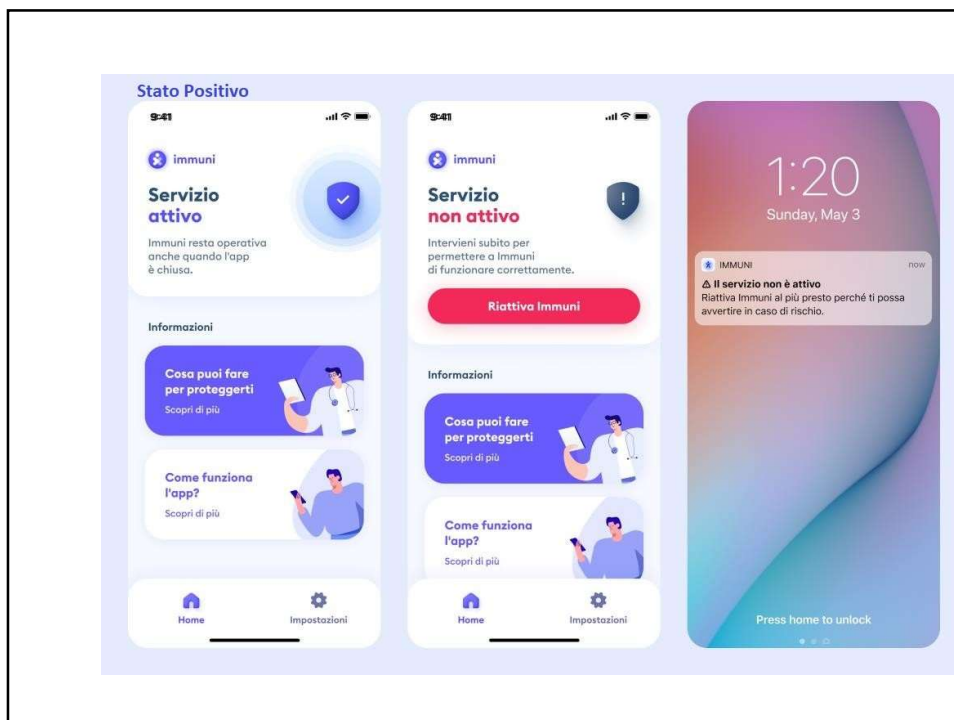 Stato Positivo
9:41
immuni
Servizio
attivo
Immuni resta operativa
anche quando l'app
è chiusa.
Informazioni
Cosa puoi fare
per proteggerti
Scopri di più
Come funziona
l'app?
Scopri di più
Home
Impostazioni
9:41
immuni
Servizio
non attivo
Intervieni subito per
permettere a Immuni
di funzionare correttamente.
Riattiva Immuni
Informazioni
Cosa puoi fare
per proteggerti
Scopri di più
Come funziona
l'app?
Scopri di più
Home
Impostazioni
1:20
Sunday, May 3
IMMUNI
now
⚠ Il servizio non è attivo
Riattiva Immuni al più presto perché ti possa
avvertire in caso di rischio.
Press home to unlock